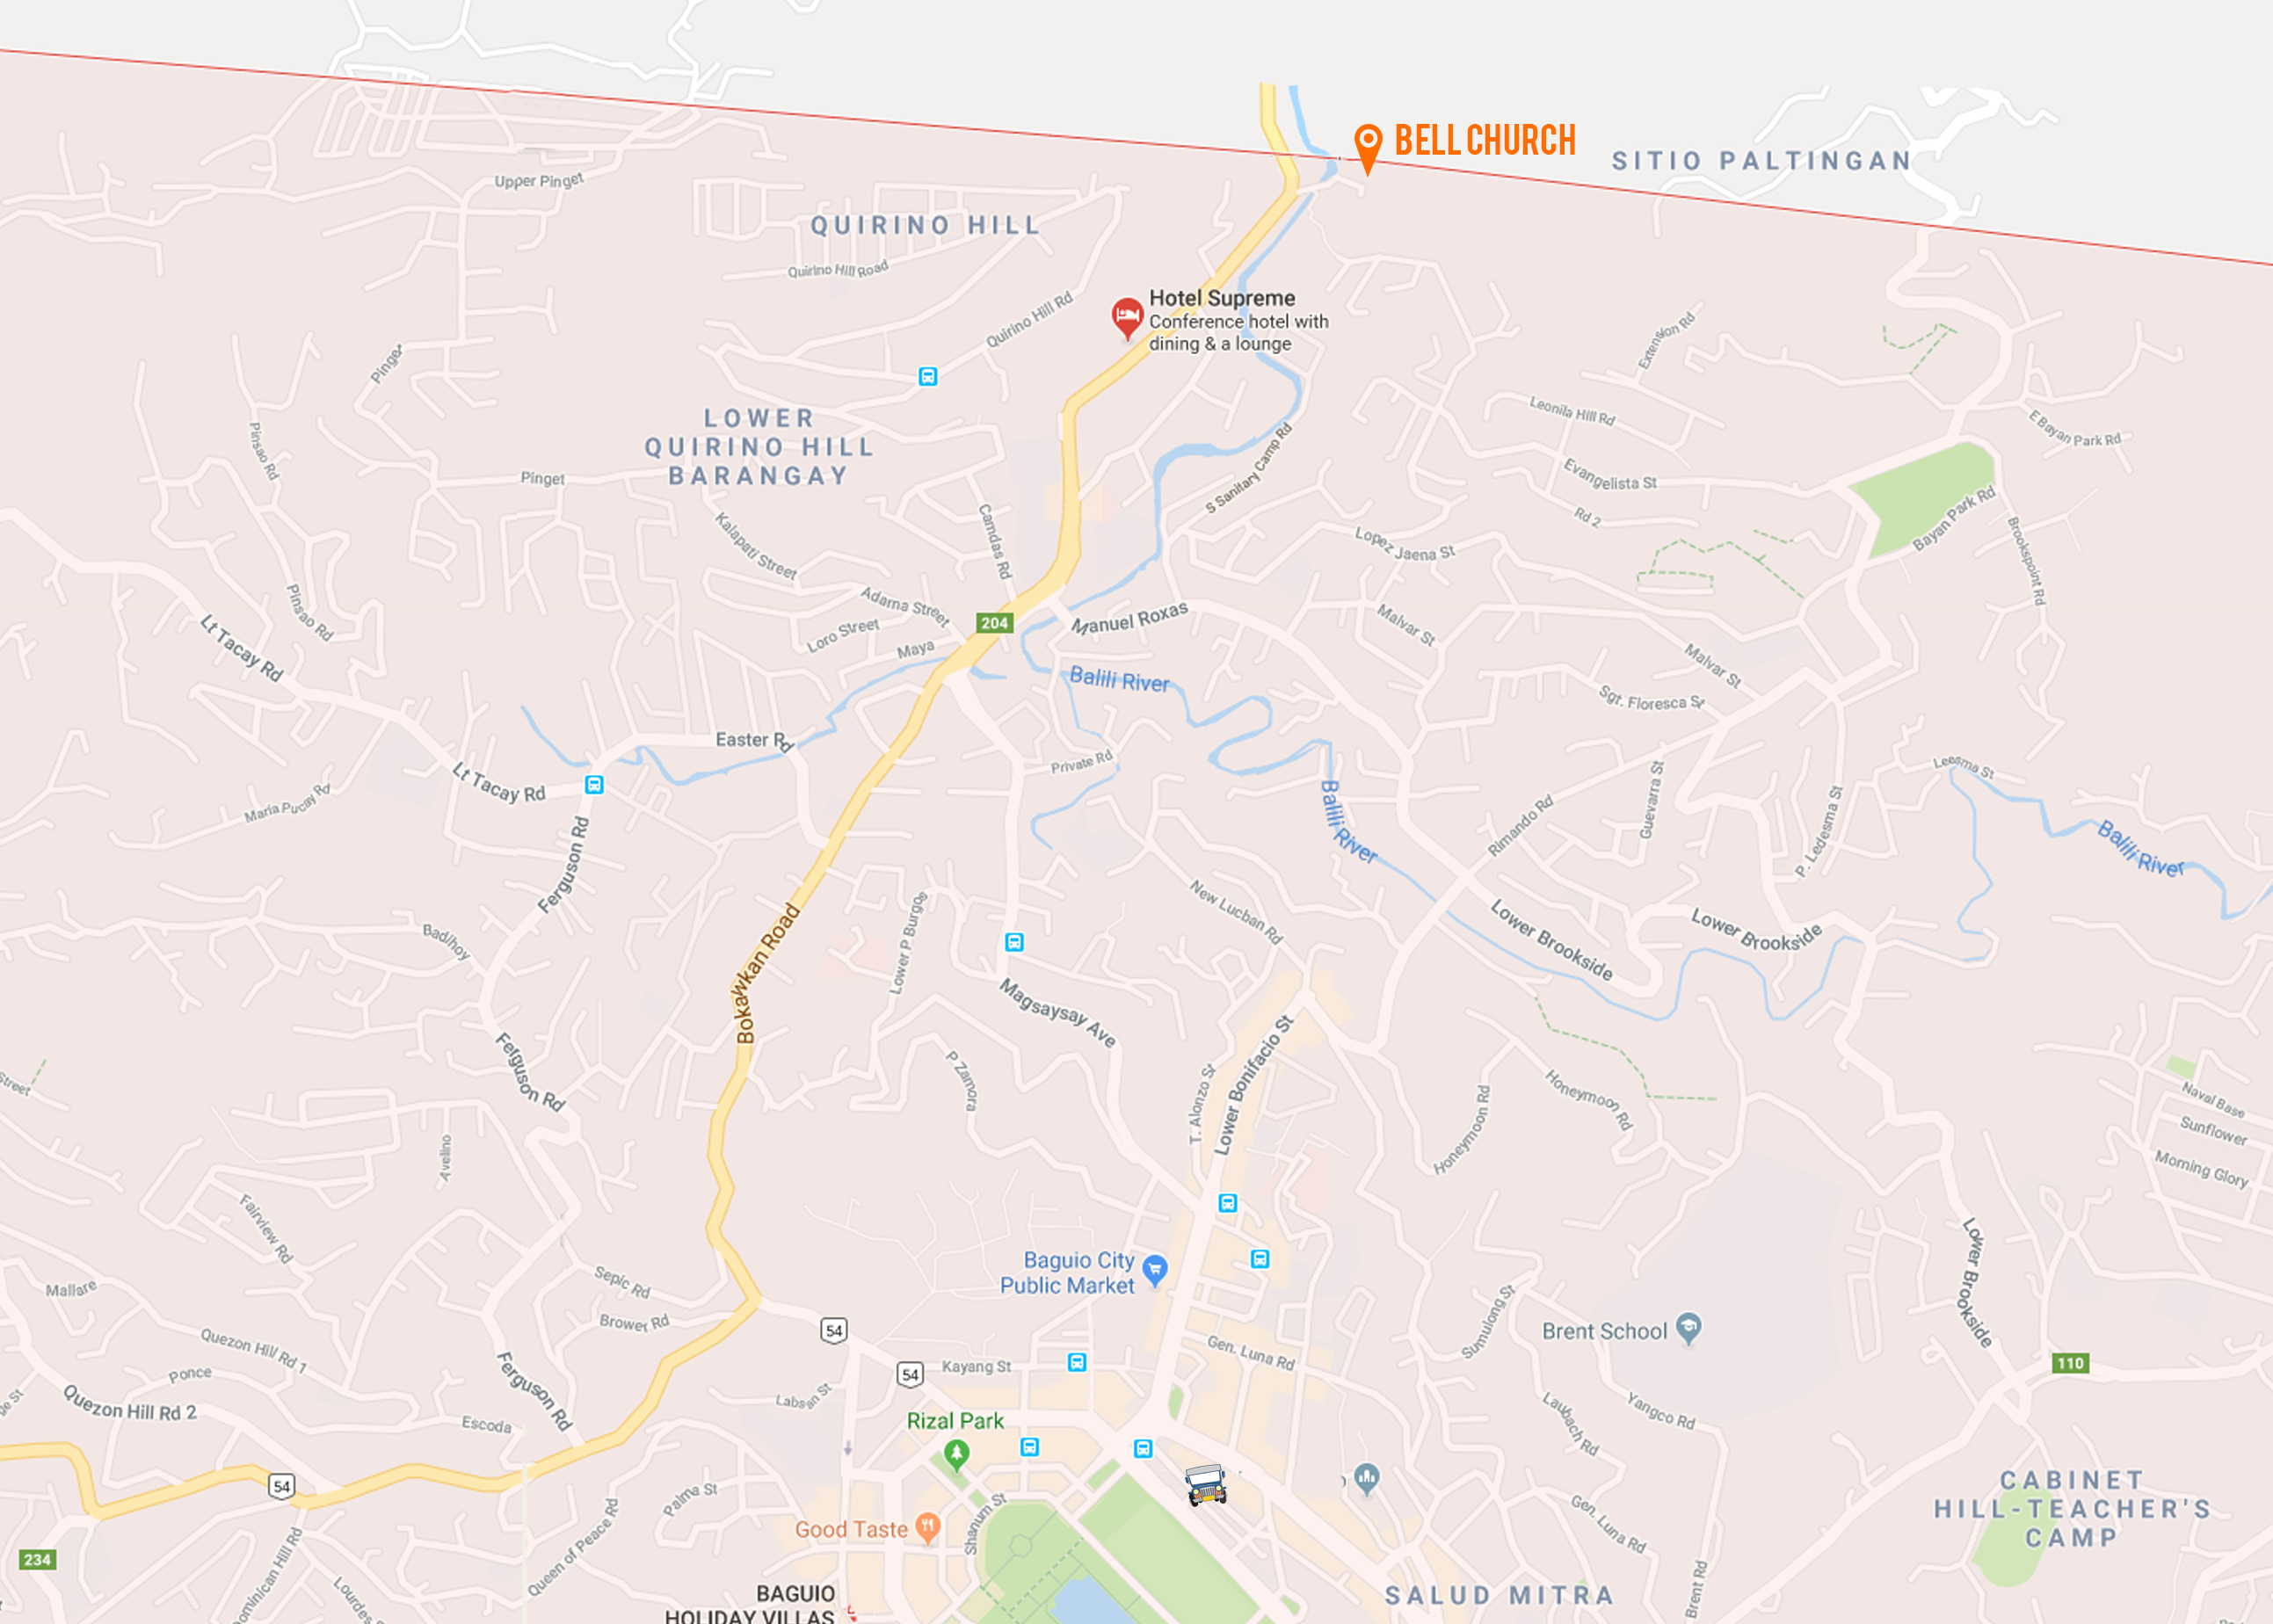 BELL CHURCH
SITIO PALTINGAN
Upper Pinget
QUIRINO HILL
Quirino Hill Road
Quirino Hill Rd
Hotel Supreme
Conference hotel with
dining & a lounge
Extension Rd
Pinget
LOWER
QUIRINO HILL
BARANGAY
Leonila Hill Rd
E Bayan Park Rd
Pinsao Rd
Pinget
S Sanitary Camp Rd
Evangelista St
Rd 2
Bayan Park Rd
Brookspoint Rd
Kalapati Street
Camdas Rd
Lopez Jaena St
Adarna Street
Pinsao Rd
Loro Street
Maya
204
Manuel Roxas
Malvar St
Lt Tacay Rd
Balili River
Malvar St
Sgt. Floresca St
Easter Rd
Private Rd
Lt Tacay Rd
Maria Pucay Rd
Balili River
Guevarra St
Rimando Rd
P. Ledesma St
Leesma St
Balili River
Ferguson Rd
Lower P Burgos
New Lucban Rd
Lower Brookside
Lower Brookside
Badihoy
Bokawkan Road
Magsaysay Ave
Ferguson Rd
P Zamora
T. Alonzo St
Lower Bonifacio St
Honeymoon Rd
Honeymoon Rd
Street
Naval Base
Sunflower
Morning Glory
Avelino
Fairview Rd
Sepic Rd
Brower Rd
Baguio City
Public Market
Lower Brookside
Mallare
Quezon Hill Rd 1
54
54
Kayang St
Gen. Luna Rd
Sumulong St
Brent School
110
Ponce
Quezon Hill Rd 2
Ferguson Rd
Escoda
Labsan St
Rizal Park
Laubach Rd
Yangco Rd
54
Palma St
Good Taste
Shanum St
Gen. Luna Rd
CABINET
HILL-TEACHER'S
CAMP
234
Dominican Hill Rd
Lourdes
Queen of Peace Rd
BAGUIO
HOLIDAY VILLAS
SALUD MITRA
Brent Rd